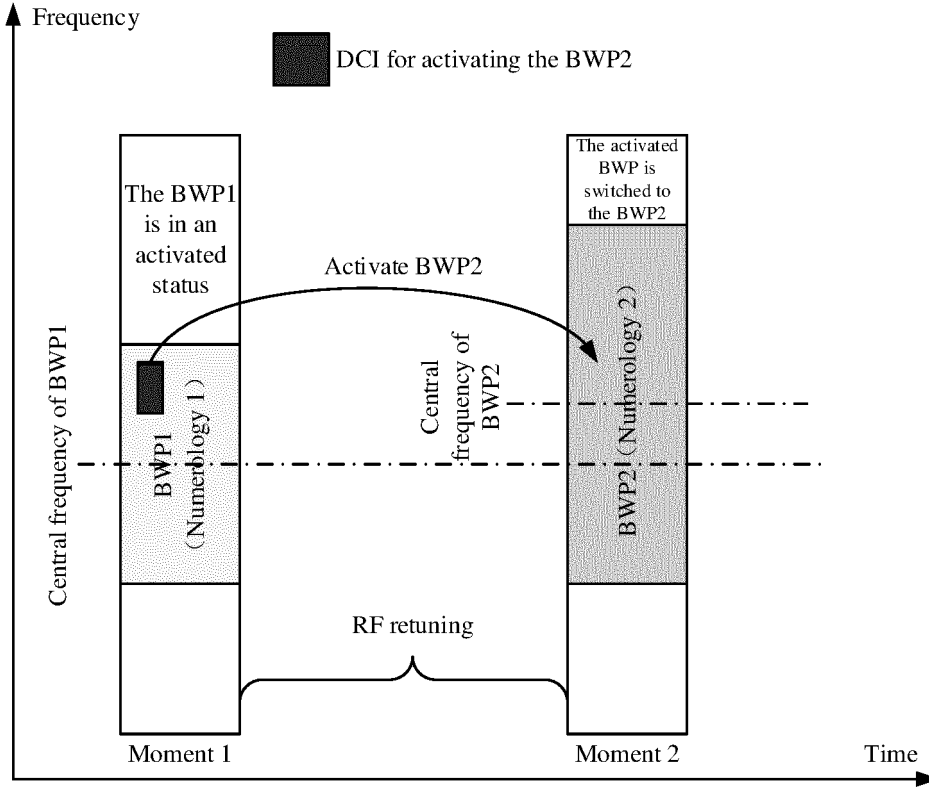 Frequency
DCI for activating the BWP2
The BWP1
is in an
activated
status
The activated
BWP is
switched to
the BWP2
Activate BWP2
Central frequency of BWP1
BWP1
（Numerology 1）
Central
frequency of
BWP2
BWP2（Numerology 2）
RF retuning
Moment 1
Moment 2
Time